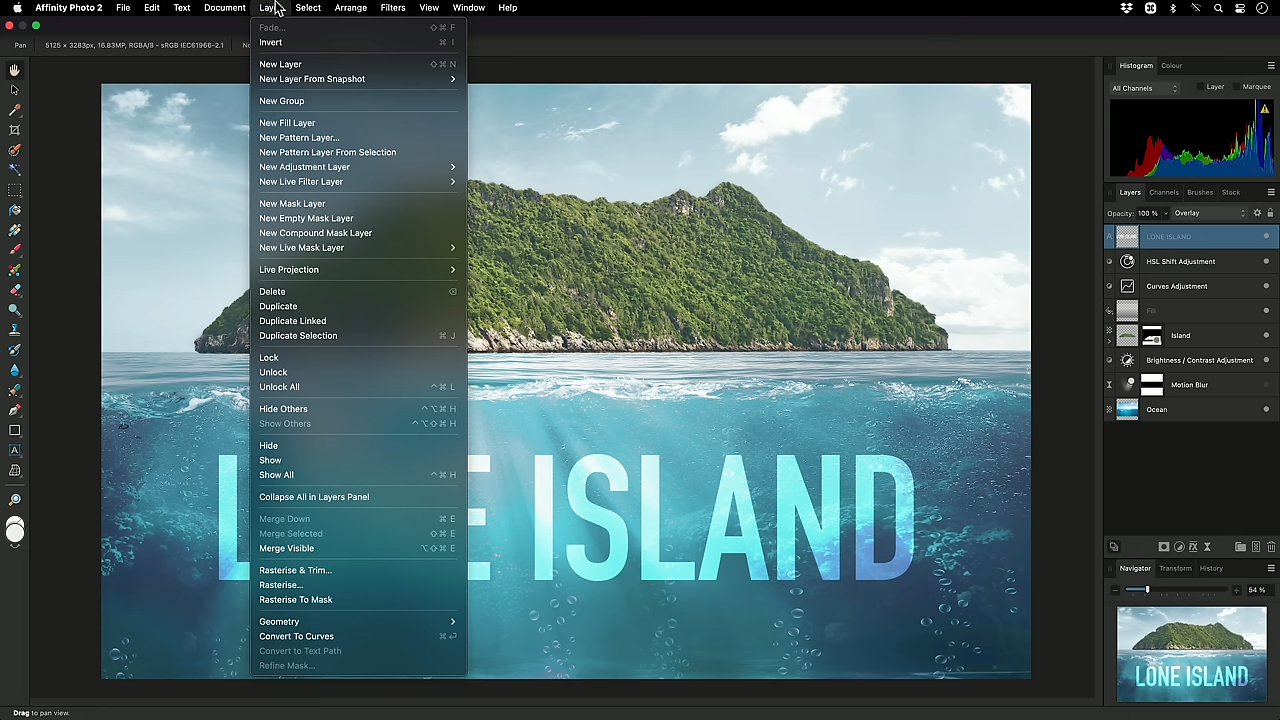 Affinity Photo 2 File Edit Text Document Layer Select Arrange Filters View Window Help
Pan 5125 × 3283px, 16.83MP, RGBA/8 - sRGB IEC61966-2.1
Fade... ⇧⌘ F
Invert ⌘ I
New Layer ⇧⌘ N
New Layer From Snapshot
New Group
New Fill Layer
New Pattern Layer...
New Pattern Layer From Selection
New Adjustment Layer
New Live Filter Layer
New Mask Layer
New Empty Mask Layer
New Compound Mask Layer
New Live Mask Layer
Live Projection
Delete
Duplicate
Duplicate Linked
Duplicate Selection ⌘ J
Lock
Unlock
Unlock All ^⌘ L
Hide Others ^⌥⌘ H
Show Others ^⌥⇧⌘ H
Hide
Show
Show All ^⌘ H
Collapse All in Layers Panel
Merge Down ⌘ E
Merge Selected ⇧⌘ E
Merge Visible ⌥⇧⌘ E
Rasterise & Trim...
Rasterise...
Rasterise To Mask
Geometry
Convert To Curves ⌘↩
Convert to Text Path
Refine Mask...
L E ISLAND
Histogram Colour
All Channels Layer Marquee
Layers Channels Brushes Stock
Opacity: 100 % Overlay
A LONE ISLAND
HSL Shift Adjustment
Curves Adjustment
Fill
Island
Brightness / Contrast Adjustment
Motion Blur
Ocean
Navigator Transform History
54 %
LONE ISLAND
Drag to pan view.